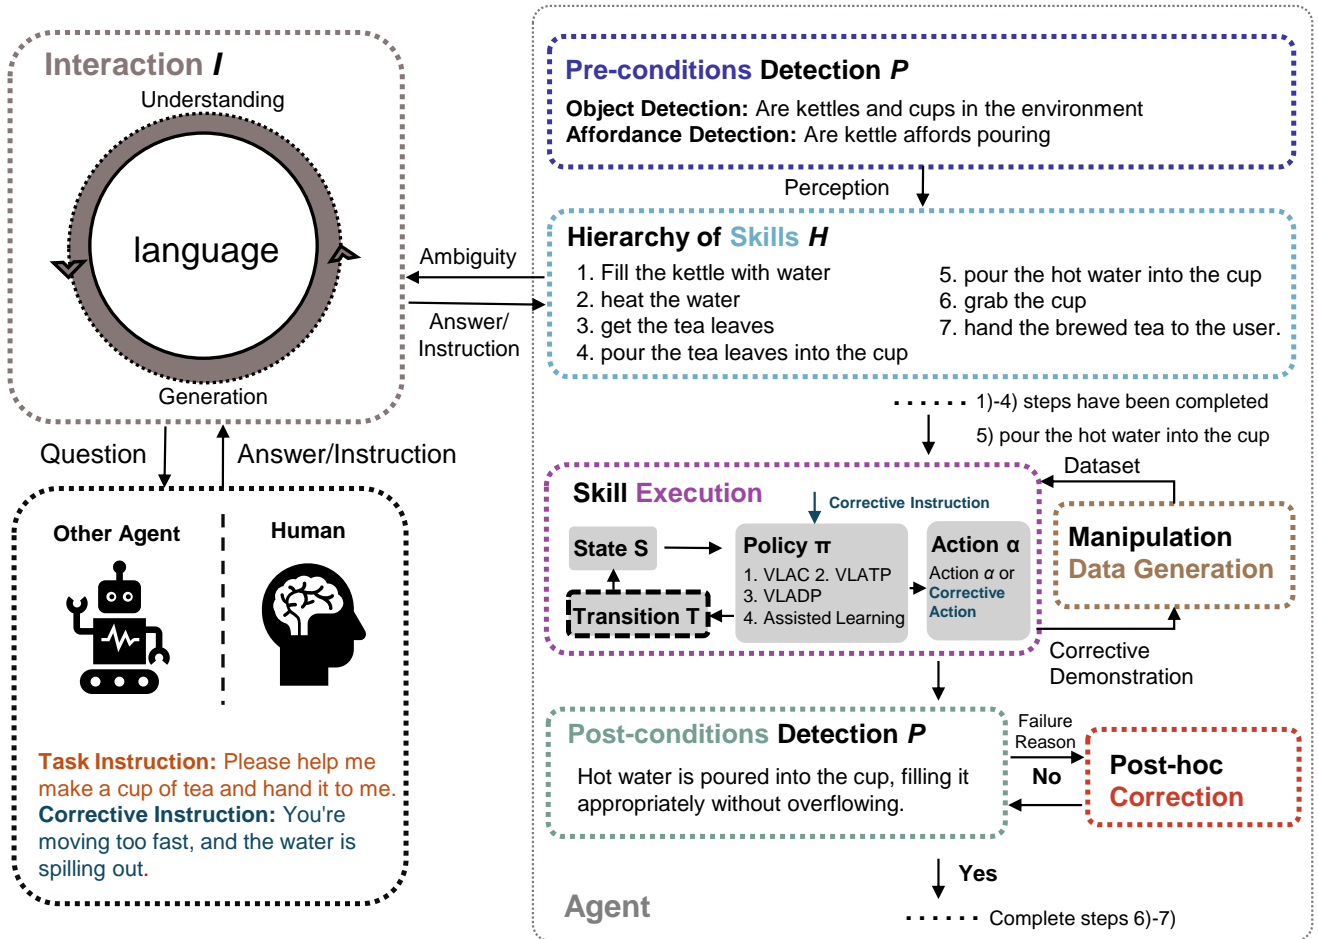 Interaction I
Understanding
language
Generation
Question
Answer/Instruction
Other Agent
Human
Task Instruction: Please help me
make a cup of tea and hand it to me.
Corrective Instruction: You're
moving too fast, and the water is
spilling out.
Ambiguity
Answer/
Instruction
Pre-conditions Detection P
Object Detection: Are kettles and cups in the environment
Affordance Detection: Are kettle affords pouring
Perception
Hierarchy of Skills H
1. Fill the kettle with water
2. heat the water
3. get the tea leaves
4. pour the tea leaves into the cup
5. pour the hot water into the cup
6. grab the cup
7. hand the brewed tea to the user.
1)-4) steps have been completed
5) pour the hot water into the cup
Skill Execution
Corrective Instruction
State S
Transition T
Policy π
1. VLAC 2. VLATP
3. VLADP
4. Assisted Learning
Action α
Action α or
Corrective
Action
Dataset
Manipulation
Data Generation
Corrective
Demonstration
Post-conditions Detection P
Hot water is poured into the cup, filling it
appropriately without overflowing.
Failure
Reason
No
Post-hoc
Correction
Yes
Complete steps 6)-7)
Agent